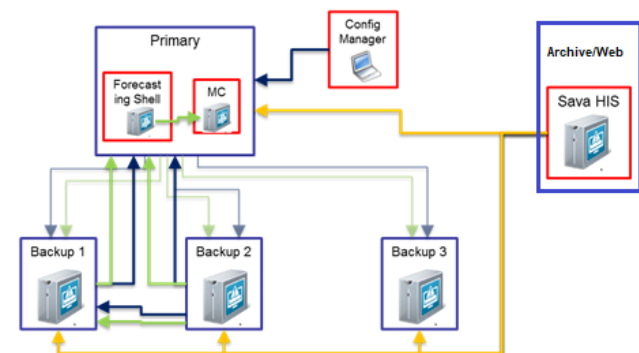 Primary
Config
Manager
Archive/Web
Forecast
ing Shell
MC
Sava HIS
Backup 1
Backup 2
Backup 3